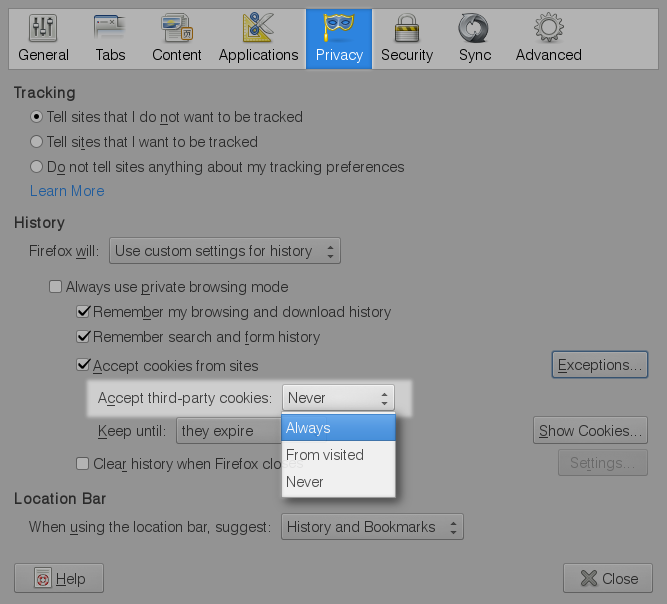 General Tabs Content Applications Privacy Security Sync Advanced
Tracking
Tell sites that I do not want to be tracked
Tell sites that I want to be tracked
Do not tell sites anything about my tracking preferences
Learn More
History
Firefox will: Use custom settings for history
Always use private browsing mode
Remember my browsing and download history
Remember search and form history
Accept cookies from sites Exceptions...
Accept third-party cookies: Never
Keep until: they expire Always Show Cookies...
From visited
Clear history when Firefox closes Settings...
Never
Location Bar
When using the location bar, suggest: History and Bookmarks
Help Close